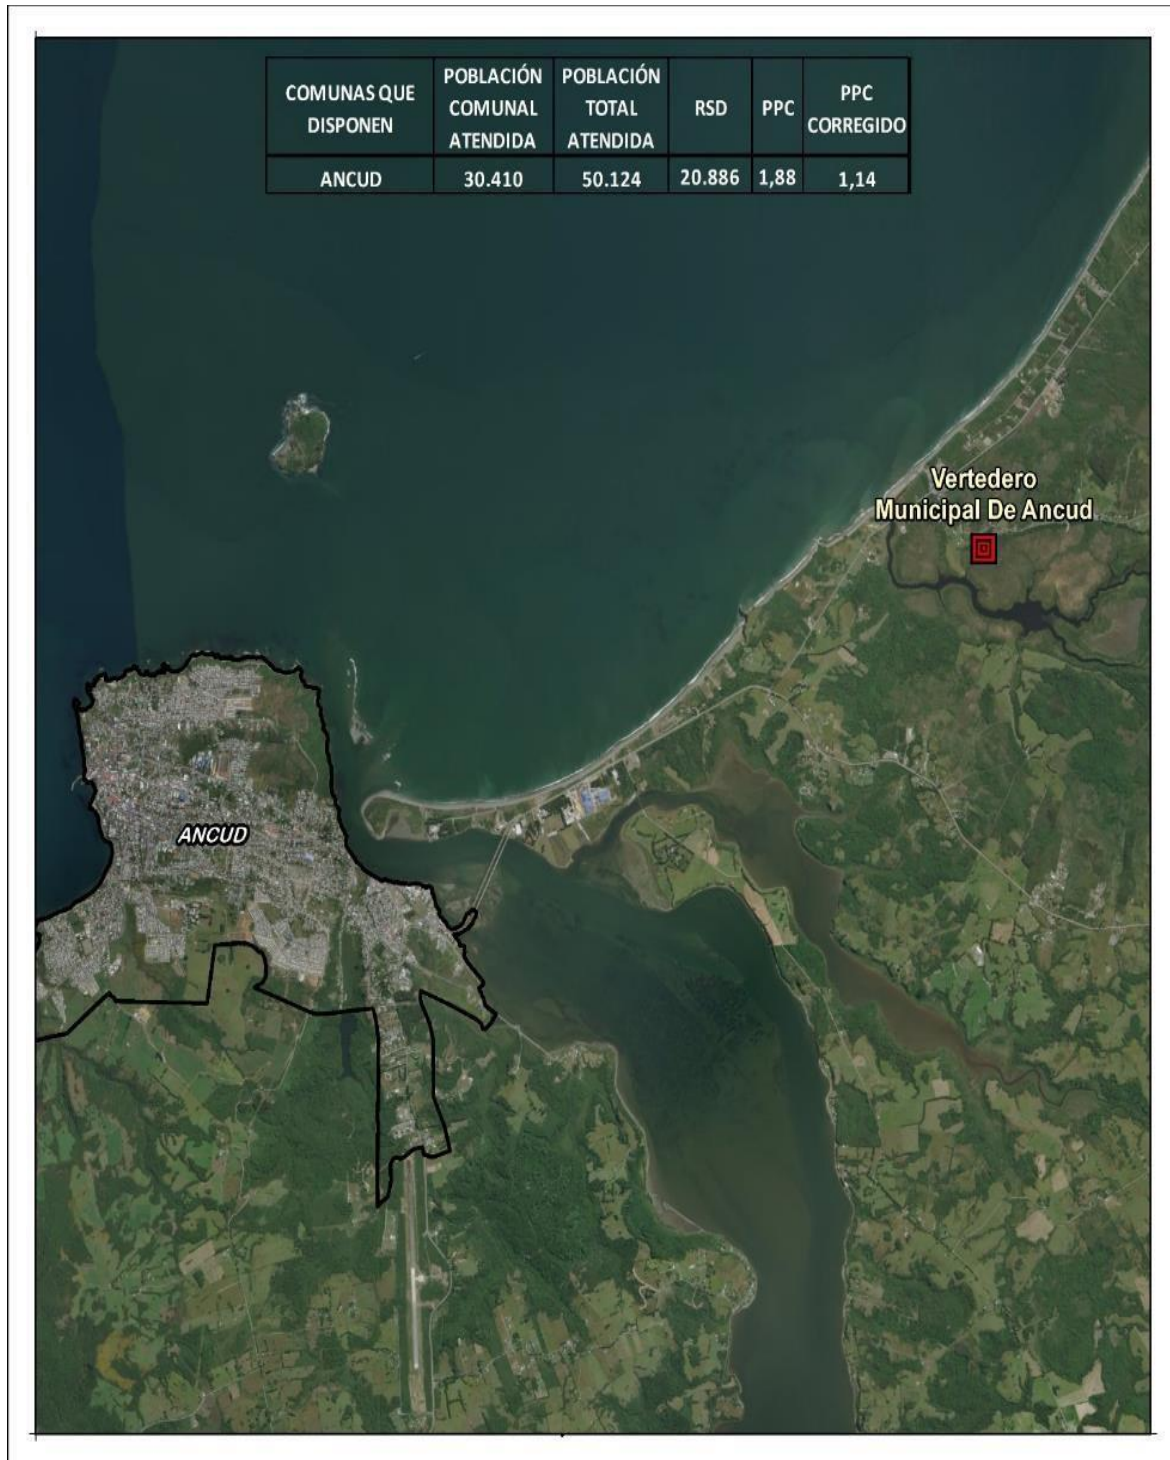 COMUNAS QUE DISPONEN
POBLACIÓN COMUNAL ATENDIDA
POBLACIÓN TOTAL ATENDIDA
RSD
PPC
PPC CORREGIDO
ANCUD 30.410 50.124 20.886 1,88 1,14
Vertedero
Municipal De Ancud
ANCUD